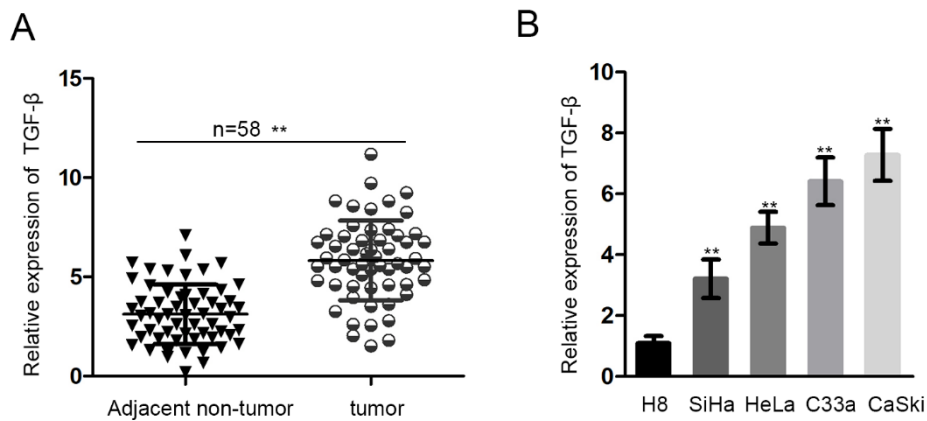 A
Relative expression of TGF-β
15
10
5
0
n=58 **
Adjacent non-tumor
tumor
B
Relative expression of TGF-β
10
8
6
4
2
0
**
**
**
**
H8
SiHa
HeLa
C33a
CaSki